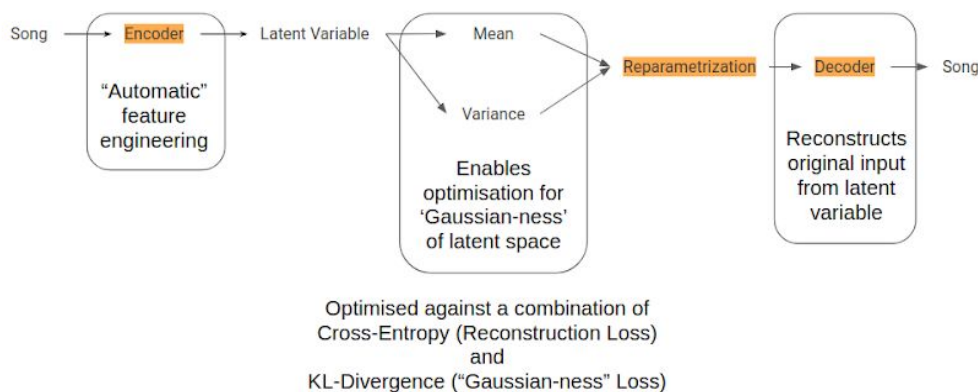 Song
Encoder
Latent Variable
Mean
Variance
Reparametrization
Decoder
Song
“Automatic”
feature
engineering
Enables
optimisation for
‘Gaussian-ness’
of latent space
Reconstructs
original input
from latent
variable
Optimised against a combination of
Cross-Entropy (Reconstruction Loss)
and
KL-Divergence (“Gaussian-ness” Loss)